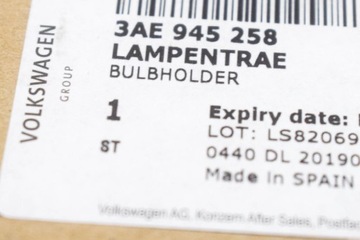 VOLKSWAGEN
GROUP
3AE 945 258
LAMPENTRAE
BULBHOLDER
1
ST
Expiry date:
LOT: LS82069
0440 DL 20190
Made in SPAIN
Volkswagen AG, Konzern After Sales,